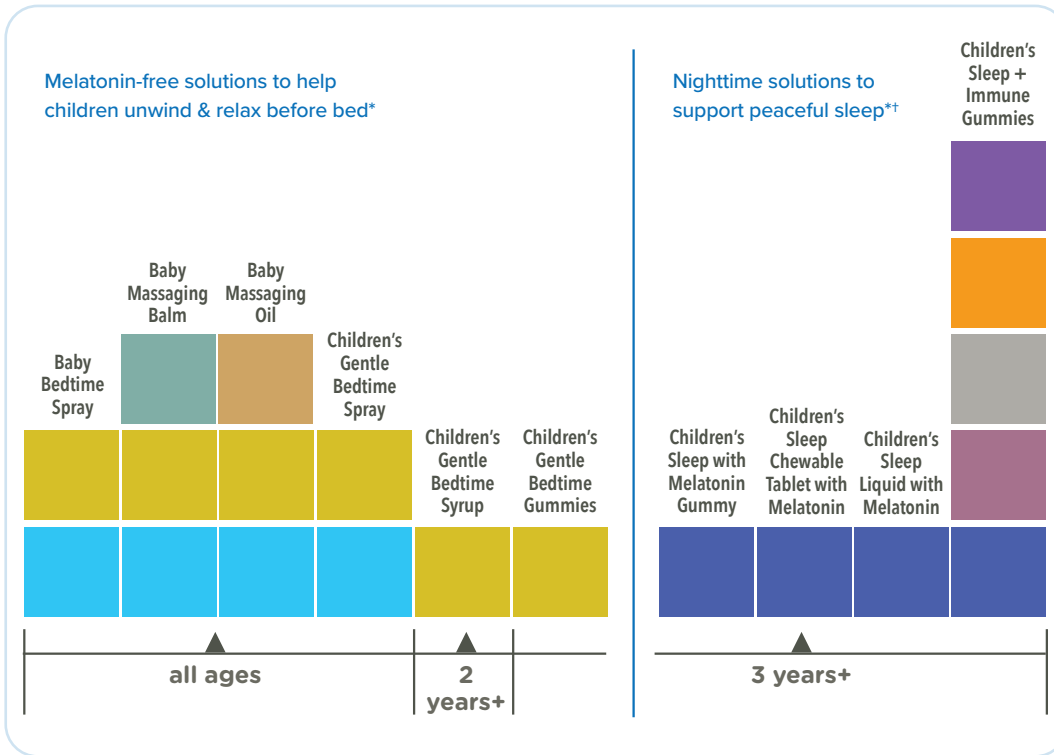 Melatonin-free solutions to help
children unwind & relax before bed*
Baby
Bedtime
Spray
Baby
Massaging
Balm
Baby
Massaging
Oil
Children's
Gentle
Bedtime
Spray
Children's
Gentle
Bedtime
Syrup
Children's
Gentle
Bedtime
Gummies
all ages
2
years+
Nighttime solutions to
support peaceful sleep*†
Children's
Sleep with
Melatonin
Gummy
Children's
Sleep
Chewable
Tablet with
Melatonin
Children's
Sleep
Liquid with
Melatonin
Children's
Sleep +
Immune
Gummies
3 years+